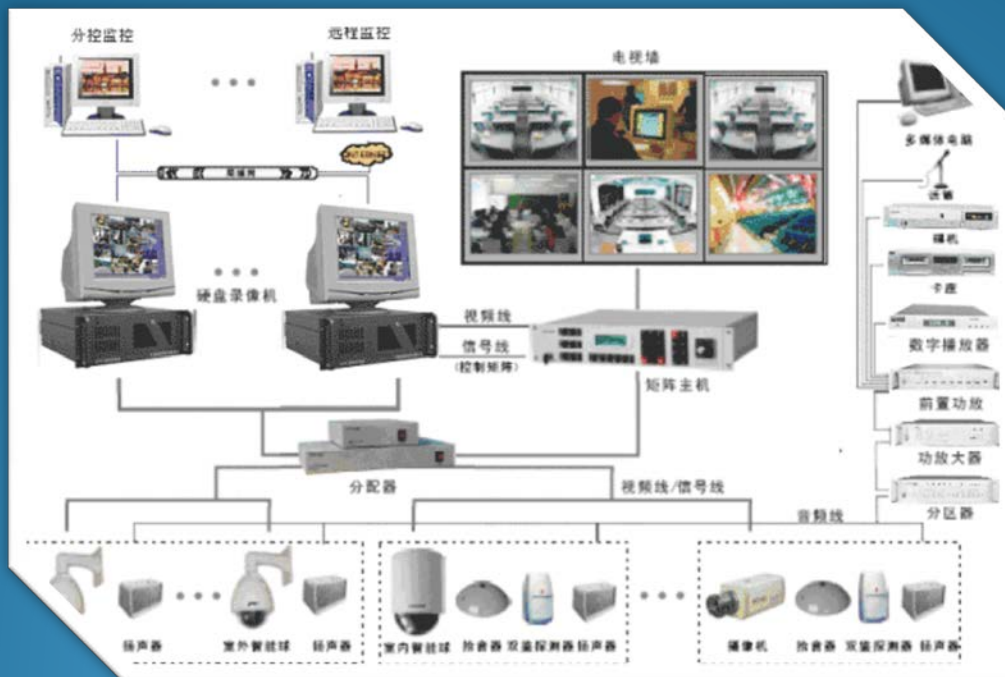 分控监控
远程监控
电视墙
多媒体电脑
INTERNET
局域网
话筒
碟机
硬盘录像机
卡座
视频线
信号线
(控制矩阵)
数字播放器
矩阵主机
前置功放
功放大器
分配器
视频线/信号线
分区器
音频线
扬声器
室外智能球
扬声器
室内智能球
拾音器
双鉴探测器
扬声器
摄像机
拾音器
双鉴探测器
扬声器